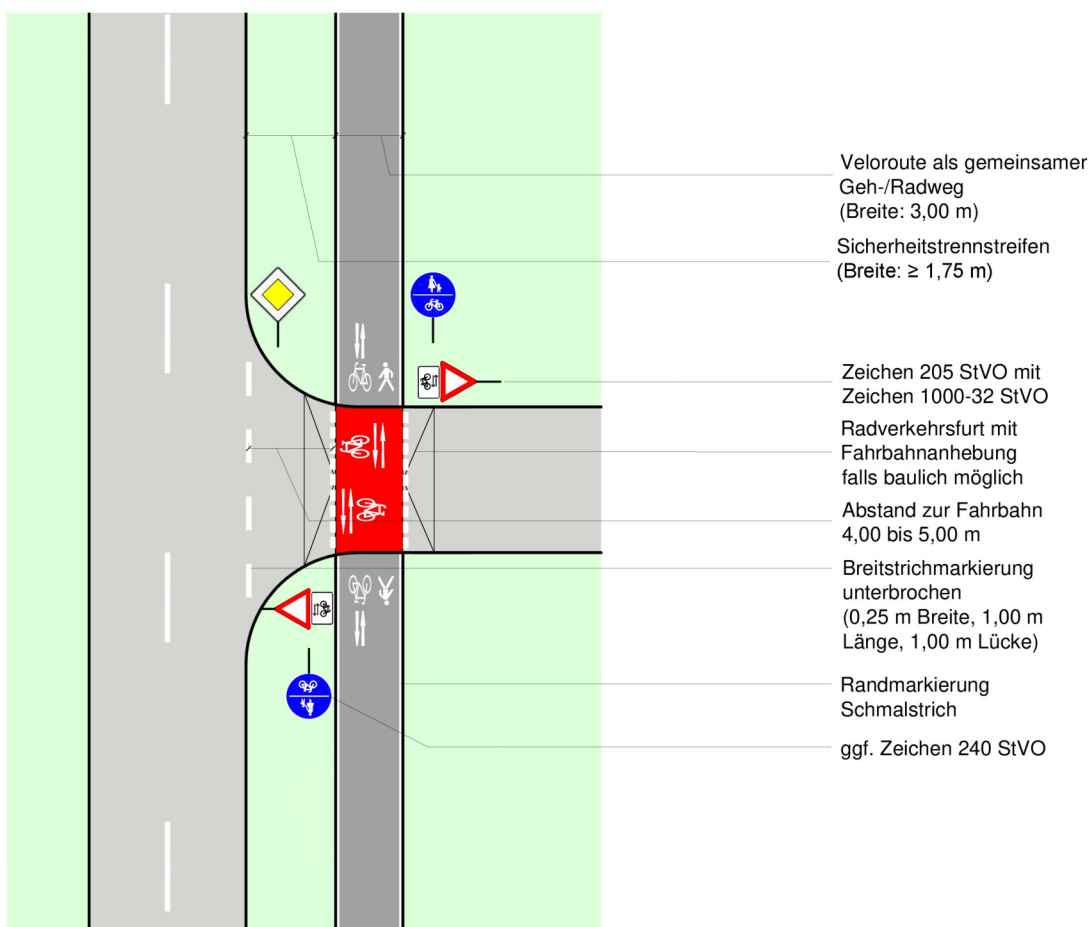 Veloroute als gemeinsamer
Geh-/Radweg
(Breite: 3,00 m)
Sicherheitstrennstreifen
(Breite: ≥ 1,75 m)
Zeichen 205 StVO mit
Zeichen 1000-32 StVO
Radverkehrsfurt mit
Fahrbahnanhebung
falls baulich möglich
Abstand zur Fahrbahn
4,00 bis 5,00 m
Breitstrichmarkierung
unterbrochen
(0,25 m Breite, 1,00 m
Länge, 1,00 m Lücke)
Randmarkierung
Schmalstrich
ggf. Zeichen 240 StVO